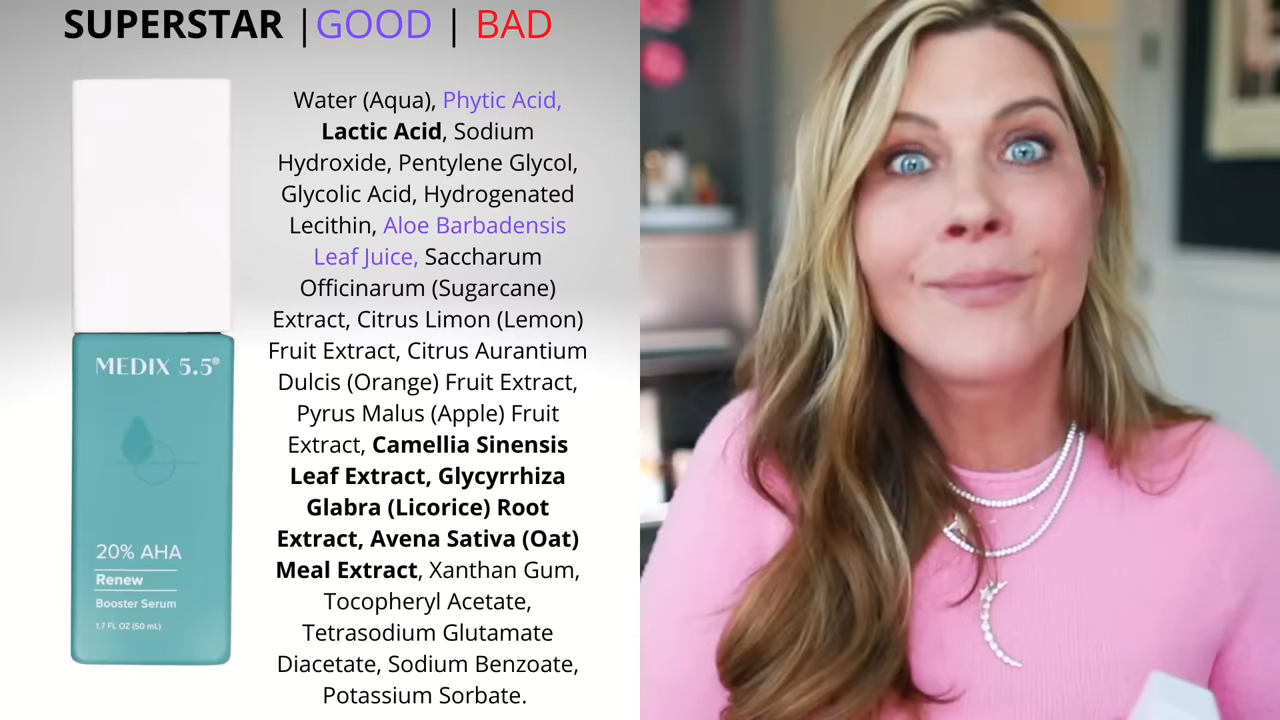 SUPERSTAR | GOOD | BAD
Water (Aqua), Phytic Acid,
Lactic Acid, Sodium
Hydroxide, Pentylene Glycol,
Glycolic Acid, Hydrogenated
Lecithin, Aloe Barbadensis
Leaf Juice, Saccharum
Officinarum (Sugarcane)
Extract, Citrus Limon (Lemon)
Fruit Extract, Citrus Aurantium
Dulcis (Orange) Fruit Extract,
Pyrus Malus (Apple) Fruit
Extract, Camellia Sinensis
Leaf Extract, Glycyrrhiza
Glabra (Licorice) Root
Extract, Avena Sativa (Oat)
Meal Extract, Xanthan Gum,
Tocopheryl Acetate,
Tetrasodium Glutamate
Diacetate, Sodium Benzoate,
Potassium Sorbate.
MEDIX 5.5®
20% AHA
Renew
Booster Serum
1.7 FL OZ (50 mL)